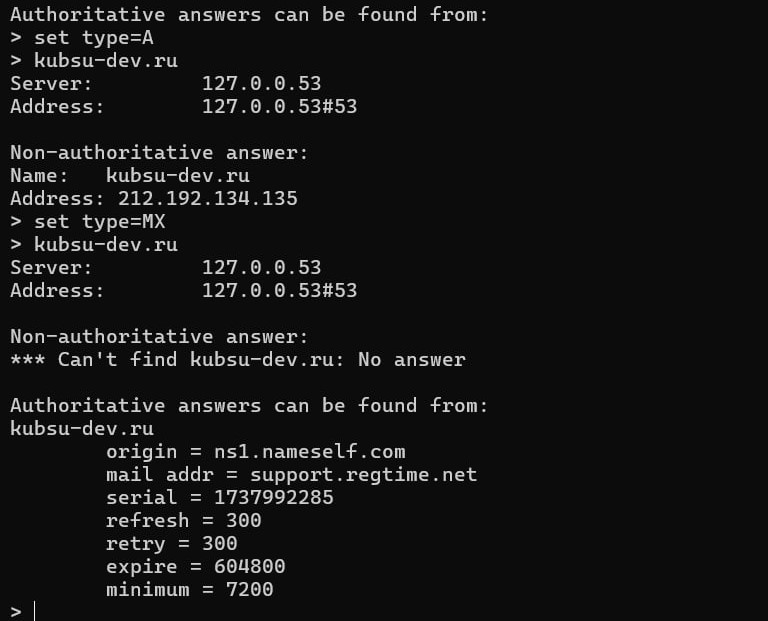 Authoritative answers can be found from:
> set type=A
> kubsu-dev.ru
Server:         127.0.0.53
Address:        127.0.0.53#53

Non-authoritative answer:
Name:   kubsu-dev.ru
Address: 212.192.134.135
> set type=MX
> kubsu-dev.ru
Server:         127.0.0.53
Address:        127.0.0.53#53

Non-authoritative answer:
*** Can't find kubsu-dev.ru: No answer

Authoritative answers can be found from:
kubsu-dev.ru
        origin = ns1.nameself.com
        mail addr = support.regtime.net
        serial = 1737992285
        refresh = 300
        retry = 300
        expire = 604800
        minimum = 7200
>